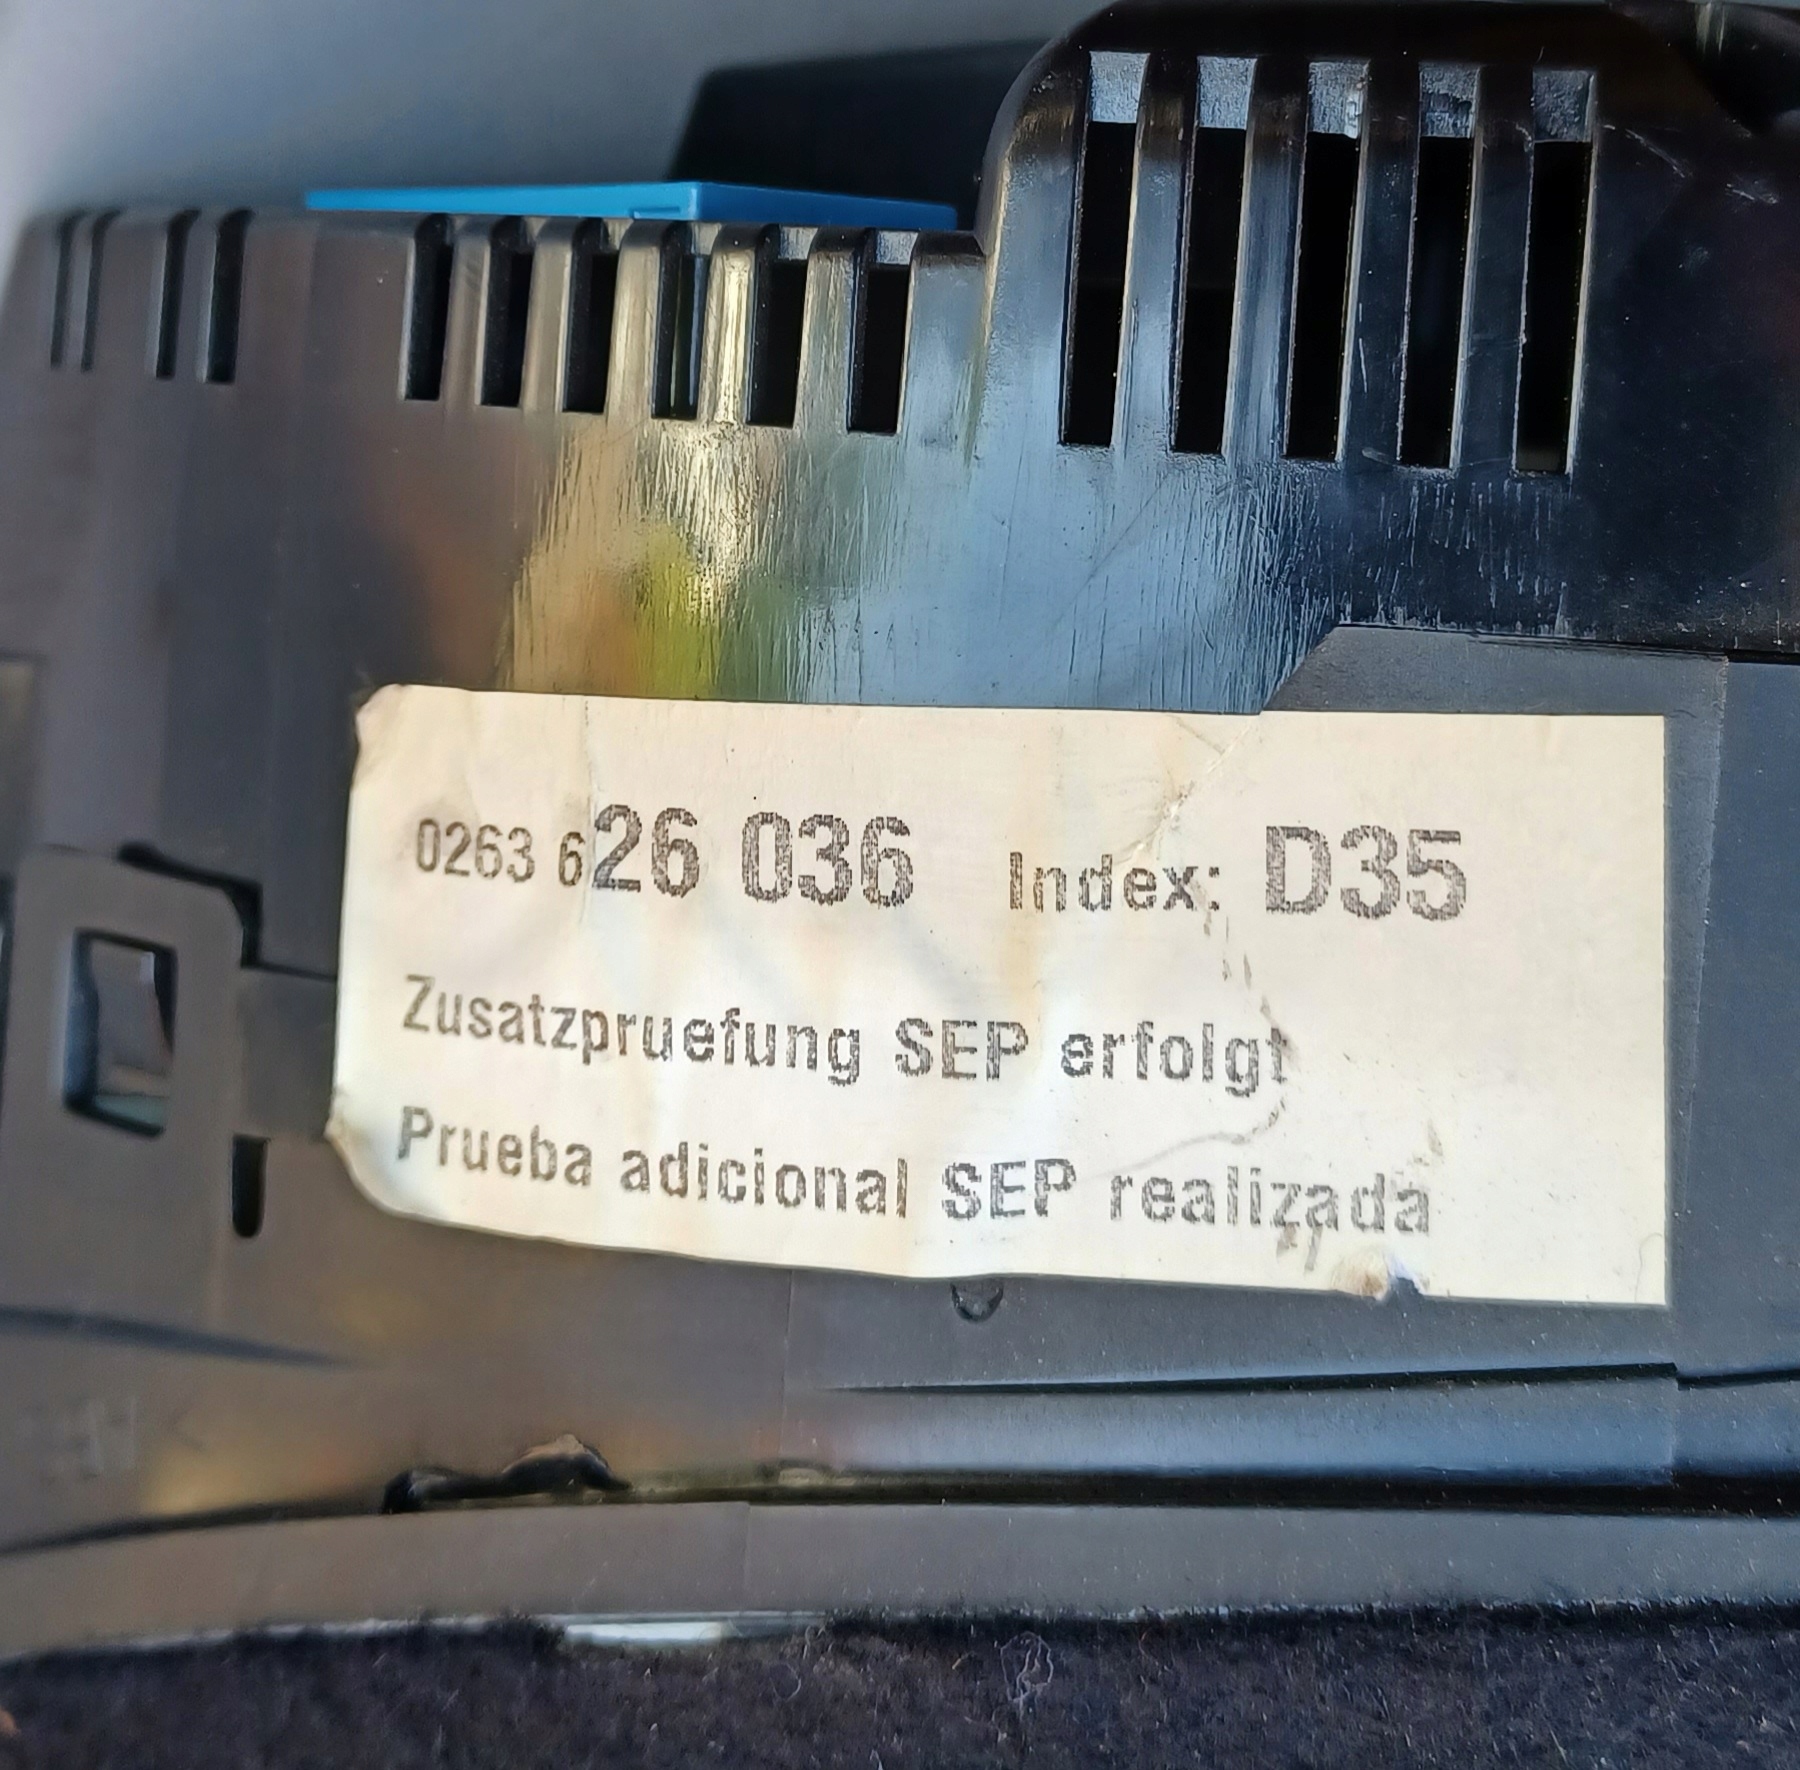 0263 626 036 Index: D35
Zusatzpruefung SEP erfolgt
Prueba adicional SEP realizada